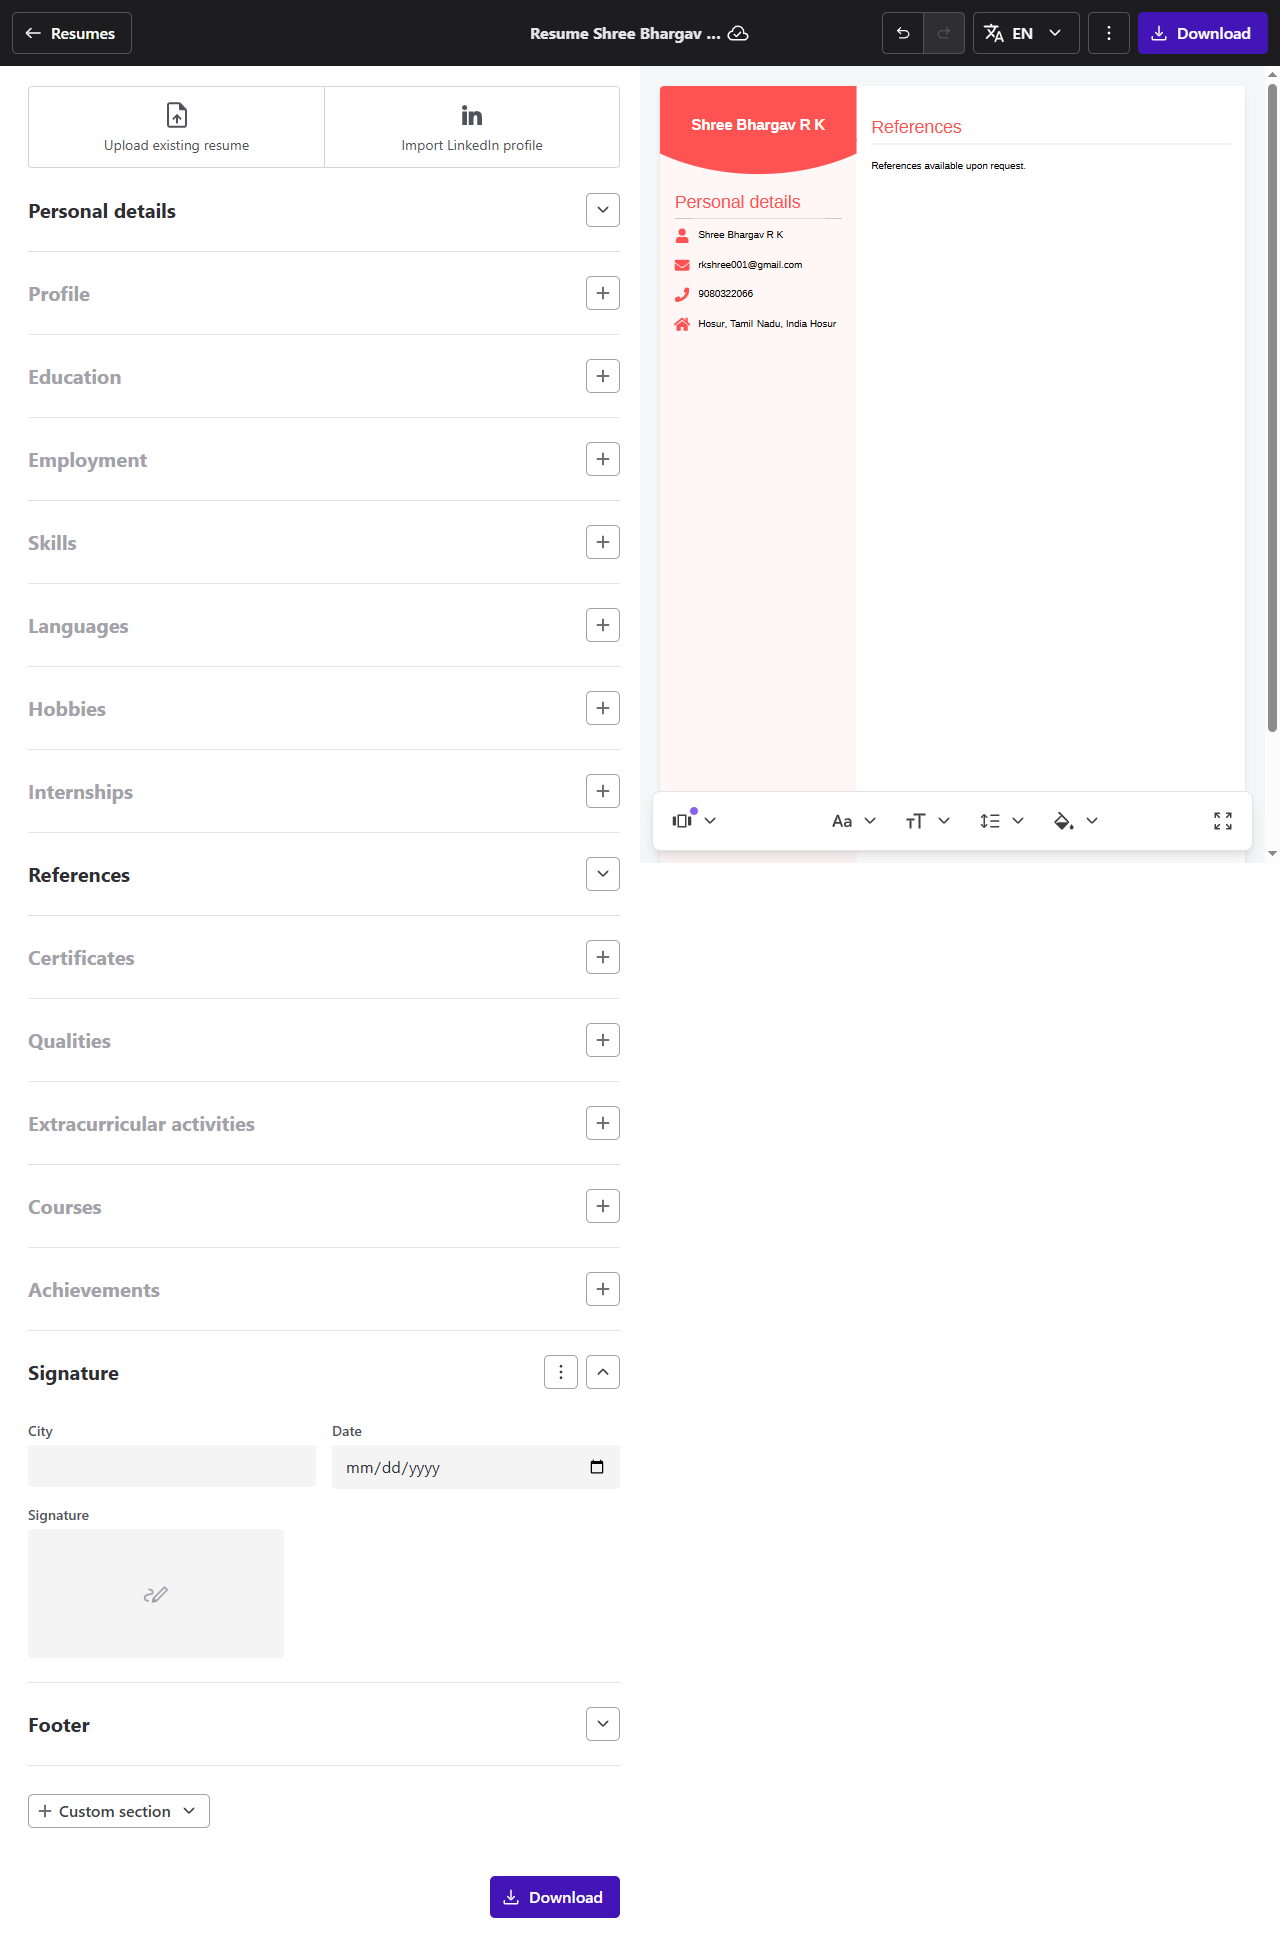 Resumes
Resume Shree Bhargav ...
EN
Download
Upload existing resume
Import LinkedIn profile
Personal details
Profile
Education
Employment
Skills
Languages
Hobbies
Internships
References
Certificates
Qualities
Extracurricular activities
Courses
Achievements
Signature
City
Date
mm/dd/yyyy
Signature
Footer
Custom section
Download
Shree Bhargav R K
Personal details
Shree Bhargav R K
rkshree001@gmail.com
9080322066
Hosur, Tamil Nadu, India Hosur
References
References available upon request.
Aa
TT